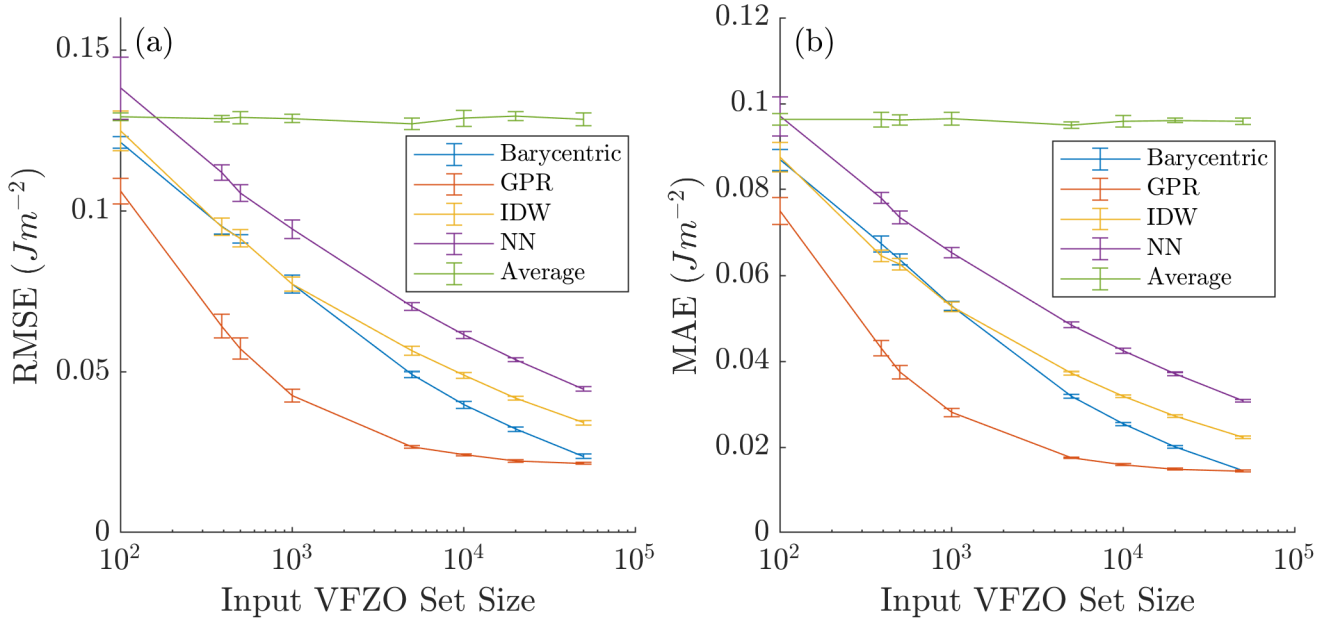 (a)
RMSE (Jm⁻²)
0.15
0.1
0.05
0
10² 10³ 10⁴ 10⁵
Input VFZO Set Size
Barycentric
GPR
IDW
NN
Average
(b)
MAE (Jm⁻²)
0.12
0.1
0.08
0.06
0.04
0.02
0
10² 10³ 10⁴ 10⁵
Input VFZO Set Size
Barycentric
GPR
IDW
NN
Average